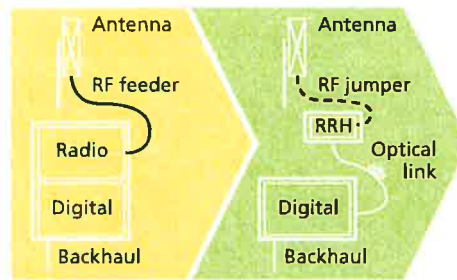 Antenna
RF feeder
Radio
Digital
Backhaul
Antenna
RF jumper
RRH
Optical
link
Digital
Backhaul